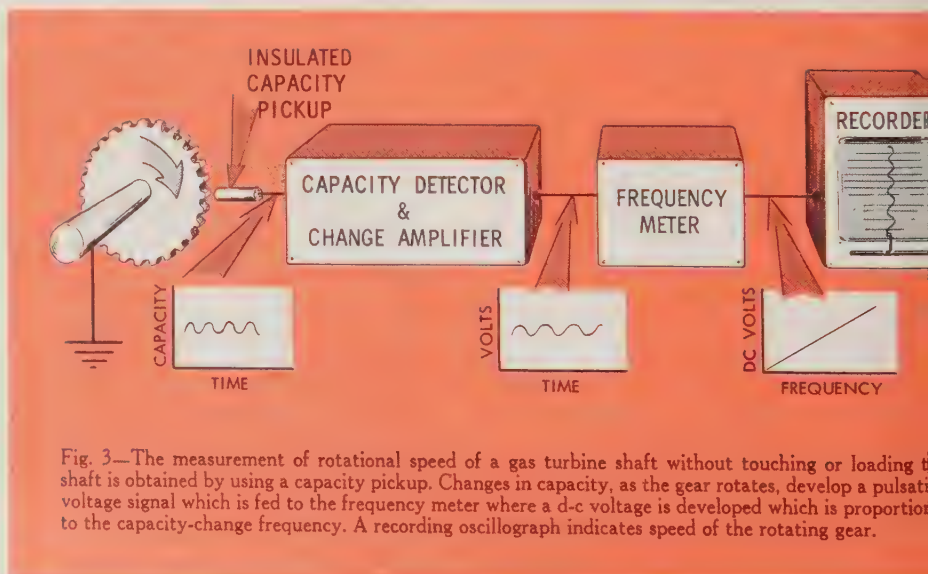 INSULATED
CAPACITY
PICKUP
CAPACITY DETECTOR
&
CHANGE AMPLIFIER
FREQUENCY
METER
RECORDER
CAPACITY
TIME
VOLTS
TIME
DC VOLTS
FREQUENCY
Fig. 3—The measurement of rotational speed of a gas turbine shaft without touching or loading
shaft is obtained by using a capacity pickup. Changes in capacity, as the gear rotates, develop a
voltage signal which is fed to the frequency meter where a d-c voltage is developed which is
to the capacity-change frequency. A recording oscillograph indicates speed of the rotating gear.